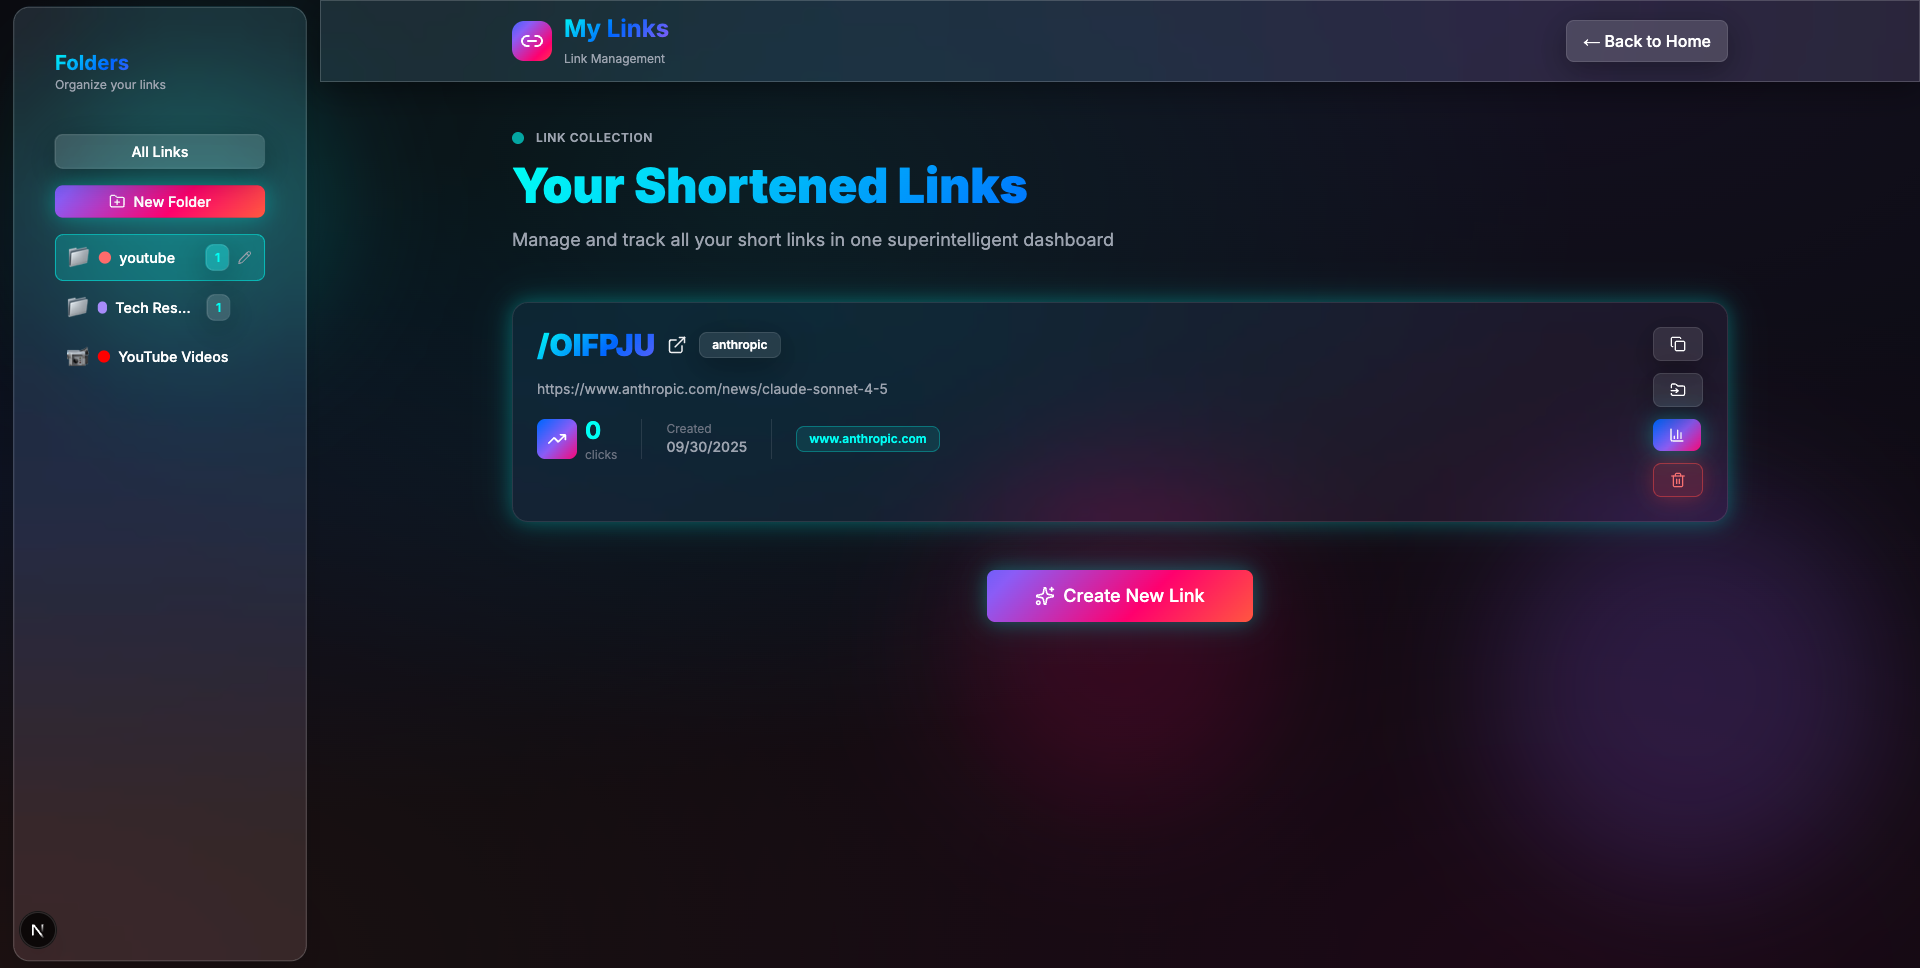 Folders
Organize your links
All Links
New Folder
youtube 1
Tech Res... 1
YouTube Videos
N
My Links
Link Management
← Back to Home
LINK COLLECTION
Your Shortened Links
Manage and track all your short links in one superintelligent dashboard
/OIFPJU anthropic
https://www.anthropic.com/news/claude-sonnet-4-5
0
clicks
Created
09/30/2025
www.anthropic.com
Create New Link